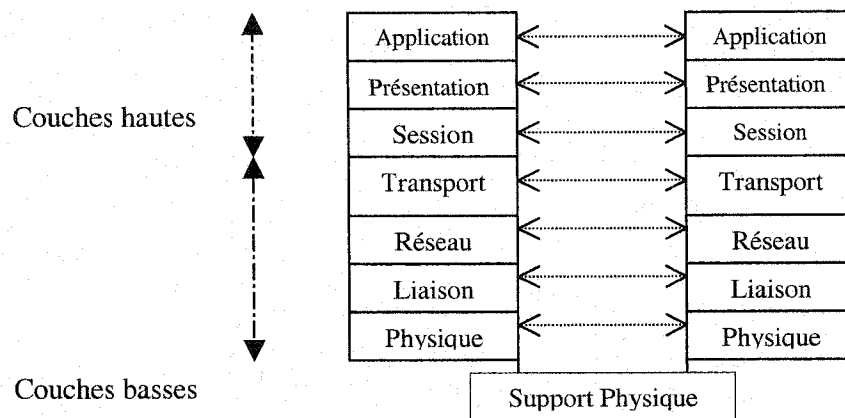 Application Application
Présentation Présentation
Couches hautes
Session Session
Transport Transport
Réseau Réseau
Liaison Liaison
Physique Physique
Couches basses
Support Physique